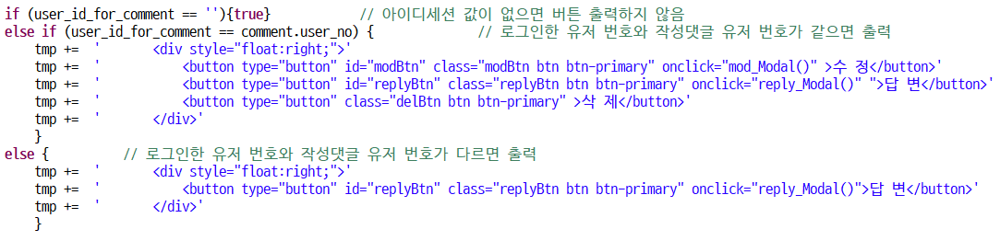 if (user_id_for_comment == ''){true}            // 아이디세션 값이 없으면 버튼 출력하지 않음
else if (user_id_for_comment == comment.user_no) {              // 로그인한 유저 번호와 작성댓글 유저 번호가 같으면 출력
    tmp +=  '       <div style="float:right;">'
    tmp +=  '           <button type="button" id="modBtn" class="modBtn btn btn-primary" onclick="mod_Modal()" >수 정</button>'
    tmp +=  '           <button type="button" id="replyBtn" class="replyBtn btn btn-primary" onclick="reply_Modal()" ">답 변</button>'
    tmp +=  '           <button type="button" class="delBtn btn btn-primary" >삭 제</button>'
    tmp +=  '       </div>'
    }
else {          // 로그인한 유저 번호와 작성댓글 유저 번호가 다르면 출력
    tmp +=  '       <div style="float:right;">'
    tmp +=  '           <button type="button" id="replyBtn" class="replyBtn btn btn-primary" onclick="reply_Modal()">답 변</button>'
    tmp +=  '       </div>'
    }